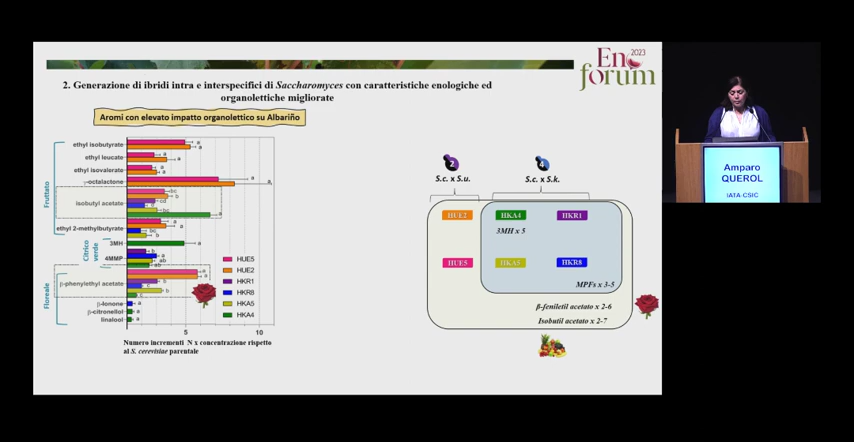 En
2023
forum
2. Generazione di ibridi intra e interspecifici di Saccharomyces con caratteristiche enologiche ed
organolettiche migliorate
Aromi con elevato impatto organolettico su Albariño
Fruttato
Citrico
verde
Floreale
ethyl isobutyrate
ethyl leucate
ethyl isovalerate
γ-octalactone
isobutyl acetate
ethyl 2-methylbutyrate
3MH
4MMP
β-phenylethyl acetate
β-Ionone
β-citronellol
linalool
HUE5
HUE2
HKR1
HKR8
HKA5
HKA4
5
10
Numero incrementi N x concentrazione rispetto
al S. cerevisiae parentale
2
S.c. x S.u.
4
S.c. x S.k.
HUE2
HKA4
HKR1
3MH x 5
HUE5
HKA5
HKR8
MPFs x 3-5
β-feniletil acetato x 2-6
Isobutil acetato x 2-7
Amparo
QUEROL
IATA-CSIC